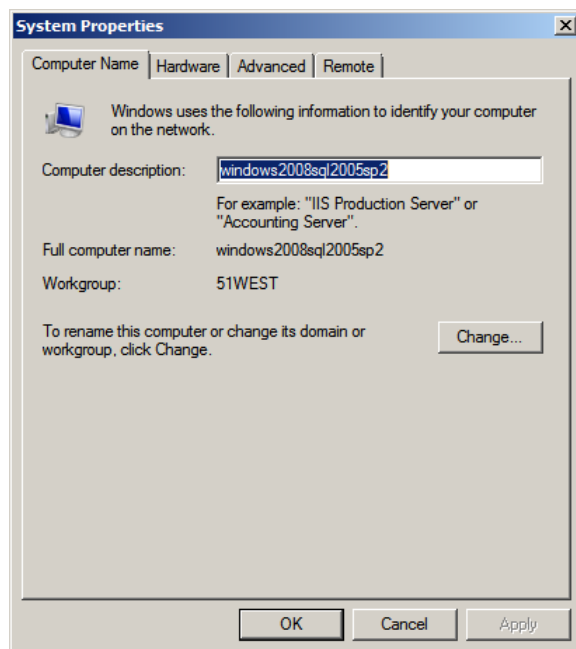 System Properties
Computer Name Hardware Advanced Remote
Windows uses the following information to identify your computer
on the network.
Computer description: windows2008sql2005sp2
For example: "IIS Production Server" or
"Accounting Server".
Full computer name: windows2008sql2005sp2
Workgroup: 51WEST
To rename this computer or change its domain or
workgroup, click Change.
Change...
OK Cancel Apply